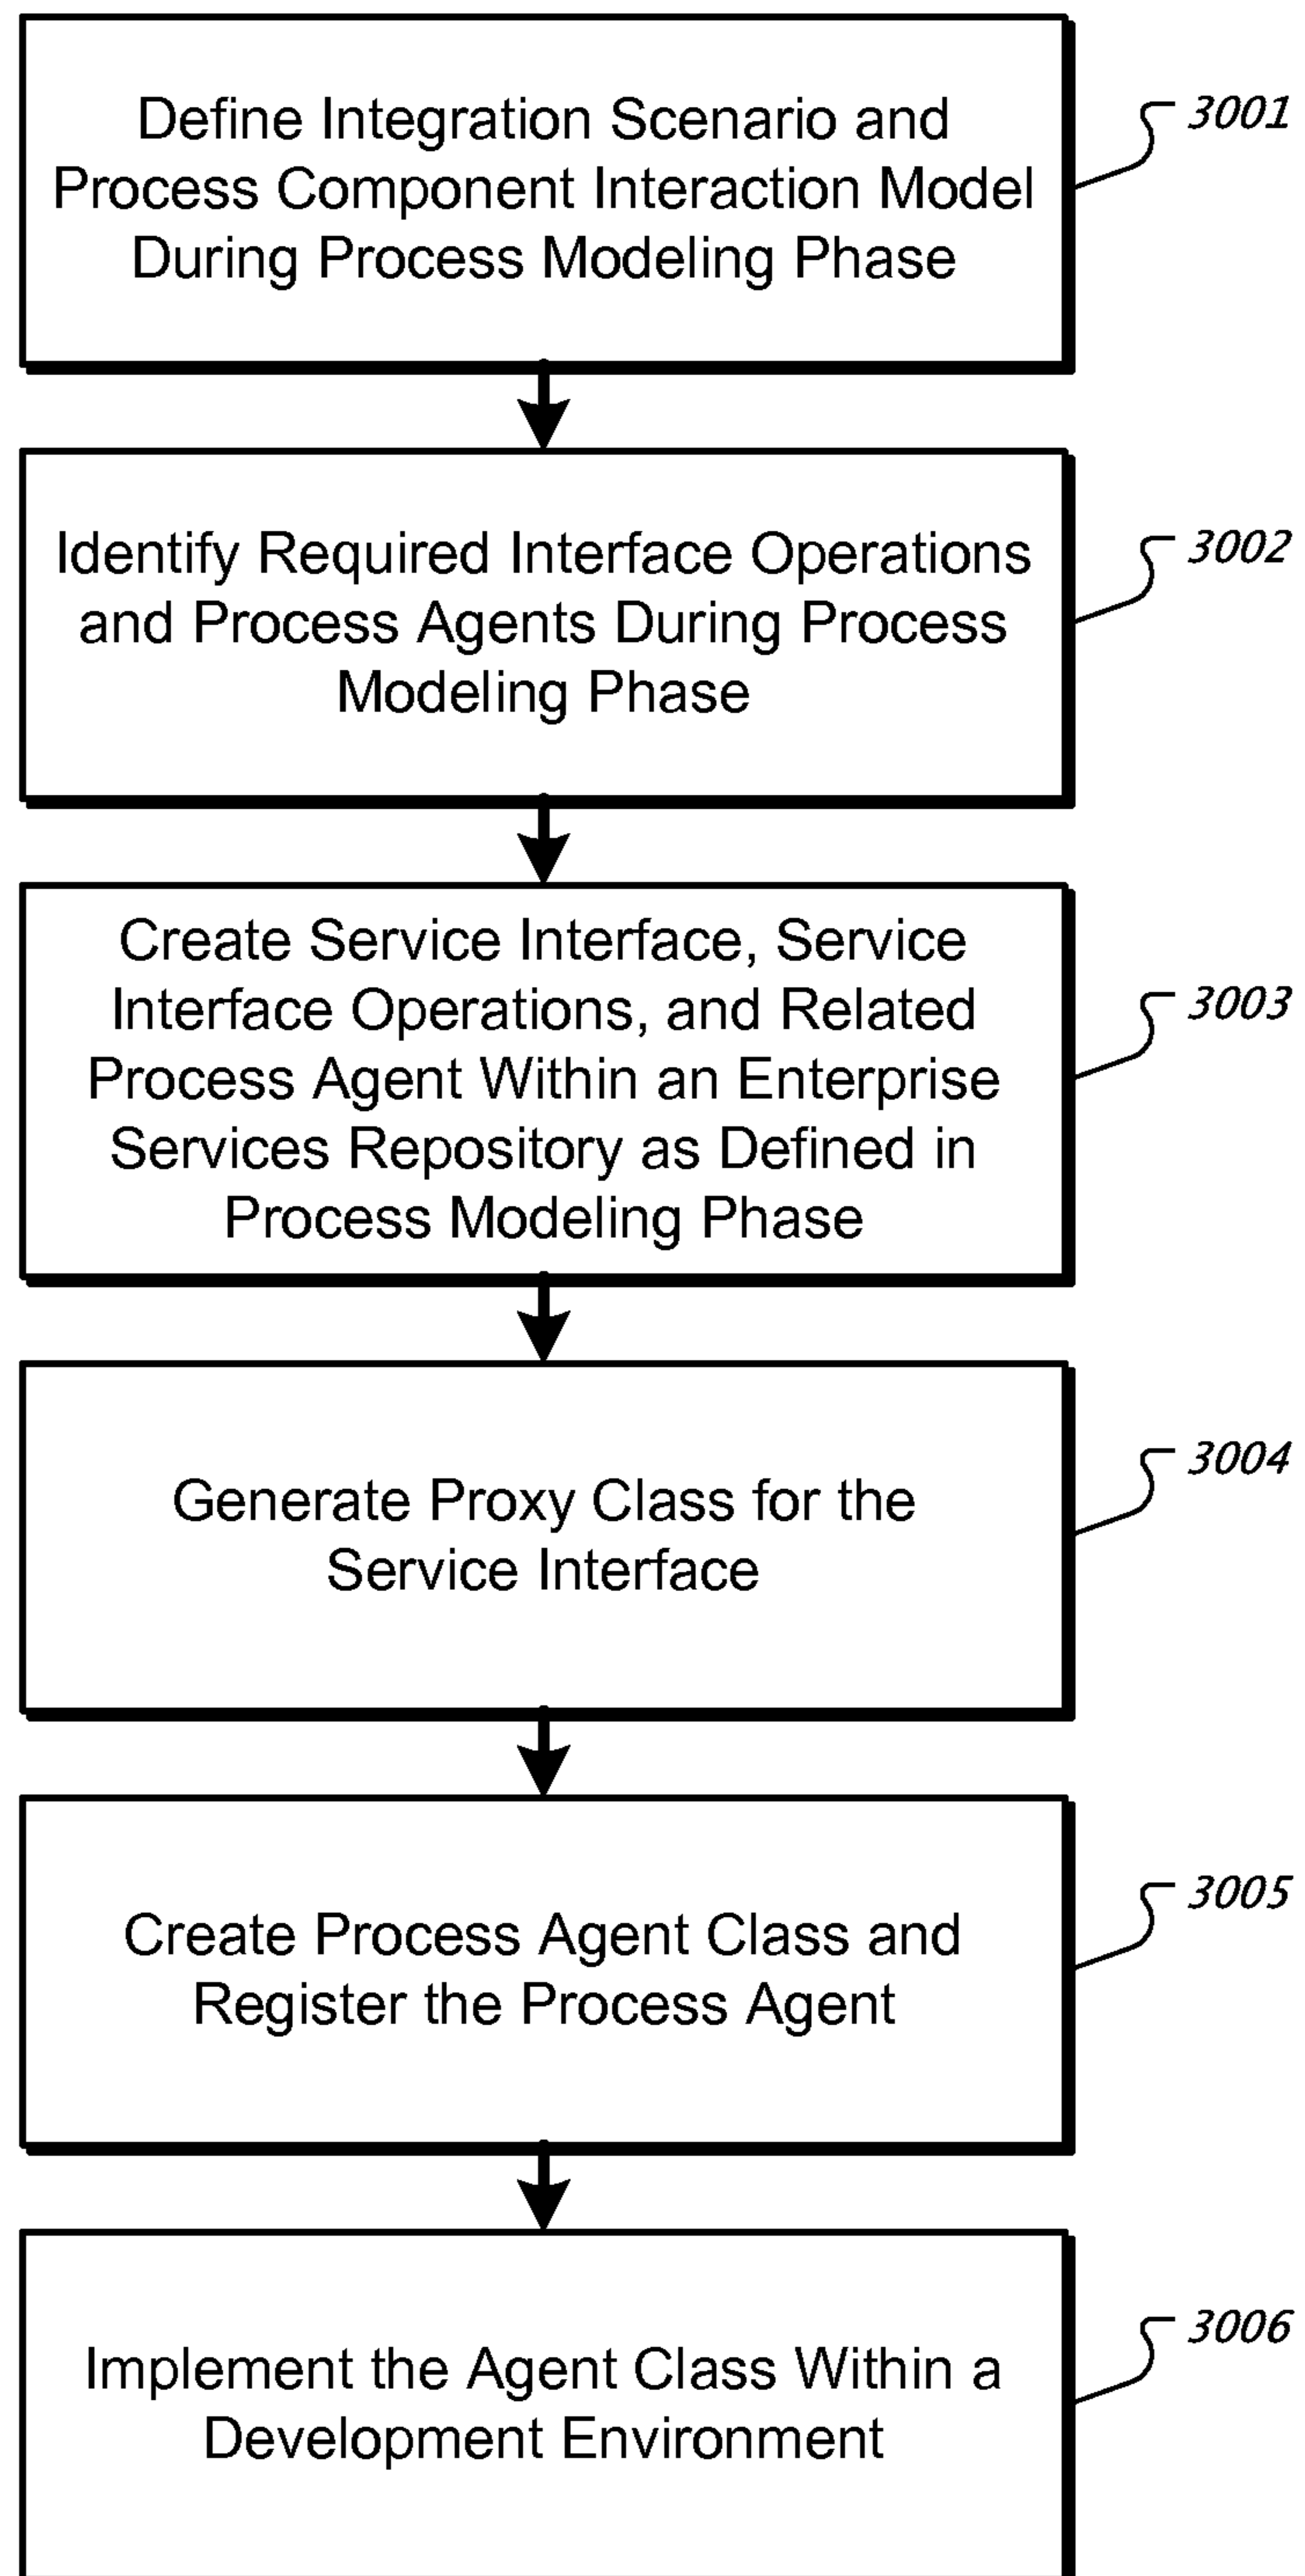 Define Integration Scenario and
Process Component Interaction Model
During Process Modeling Phase
3001
Identify Required Interface Operations
and Process Agents During Process
Modeling Phase
3002
Create Service Interface, Service
Interface Operations, and Related
Process Agent Within an Enterprise
Services Repository as Defined in
Process Modeling Phase
3003
Generate Proxy Class for the
Service Interface
3004
Create Process Agent Class and
Register the Process Agent
3005
Implement the Agent Class Within a
Development Environment
3006